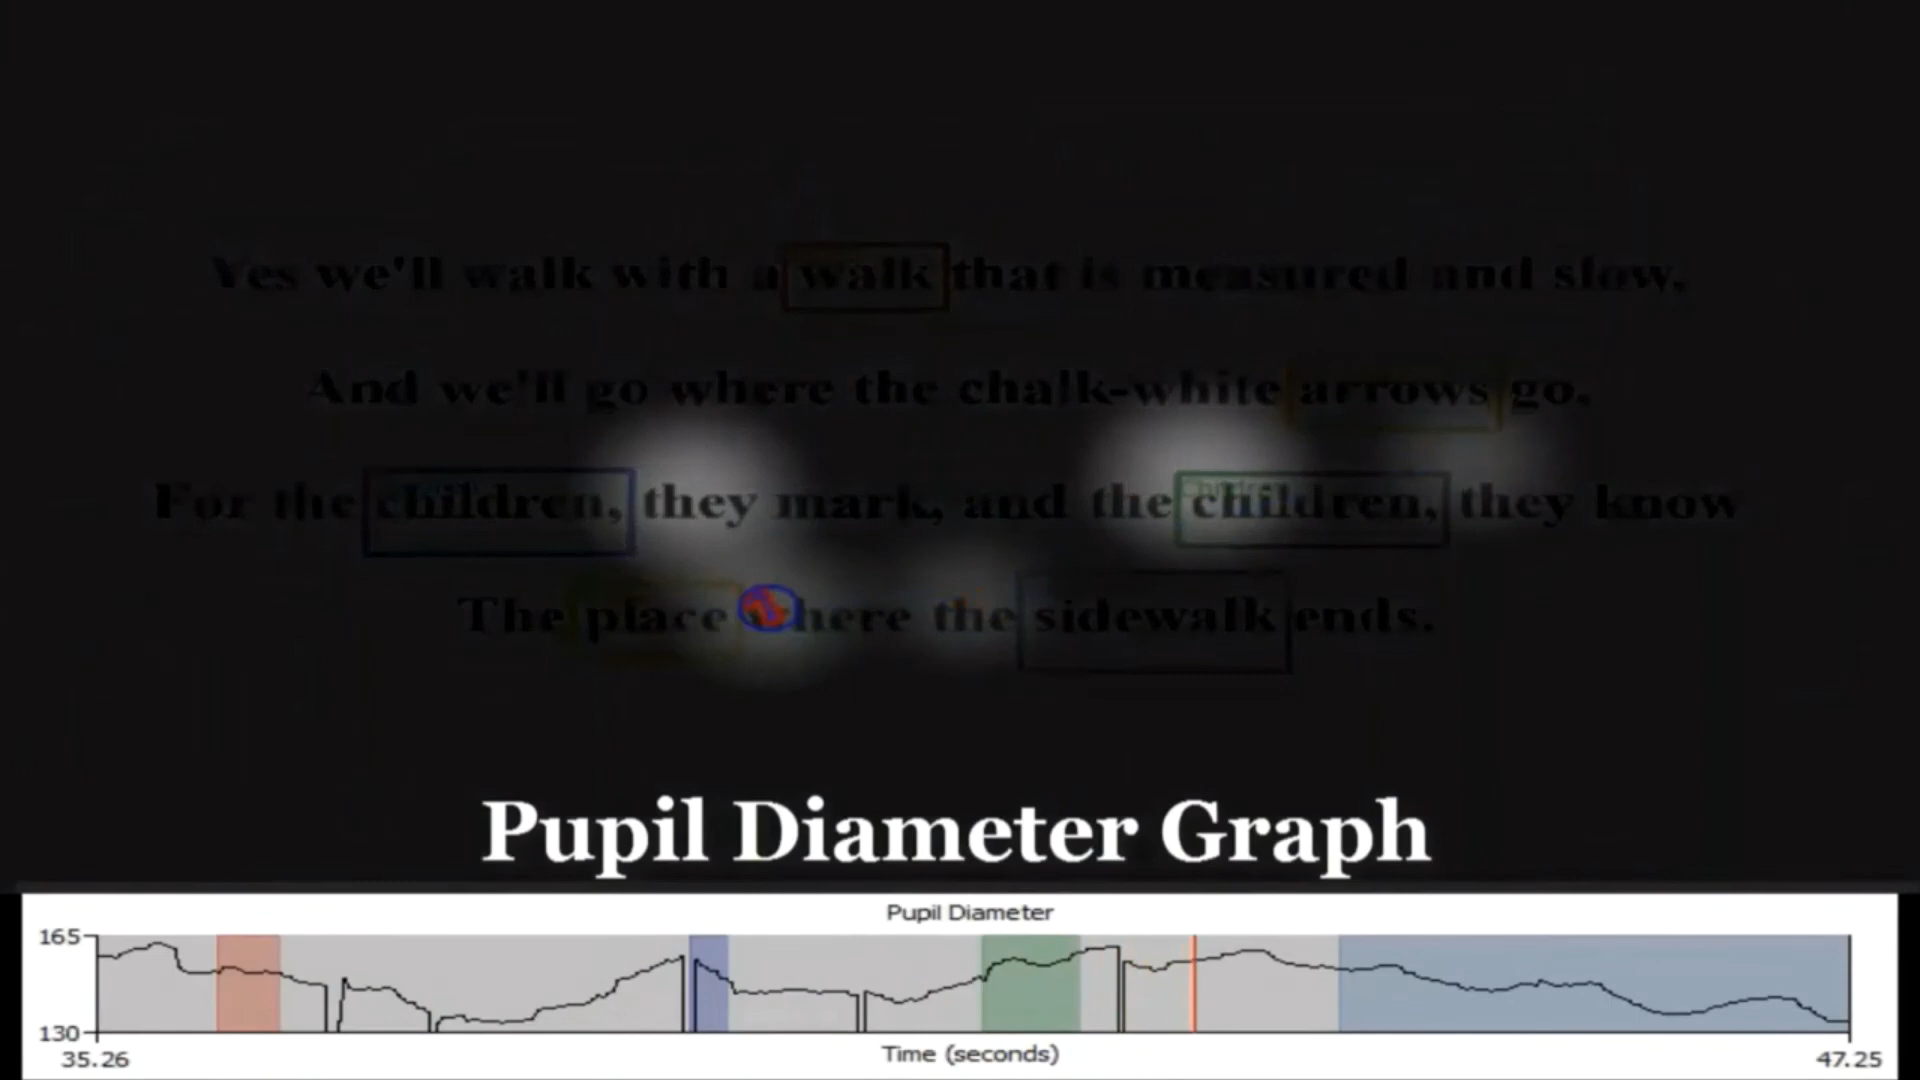 Yes we'll walk with a walk that is measured and slow,
And we'll go where the chalk-white arrows go,
For the children, they mark, and the children, they know
The place where the sidewalk ends.
Pupil Diameter Graph
Pupil Diameter
165
130
35.26
Time (seconds)
47.25